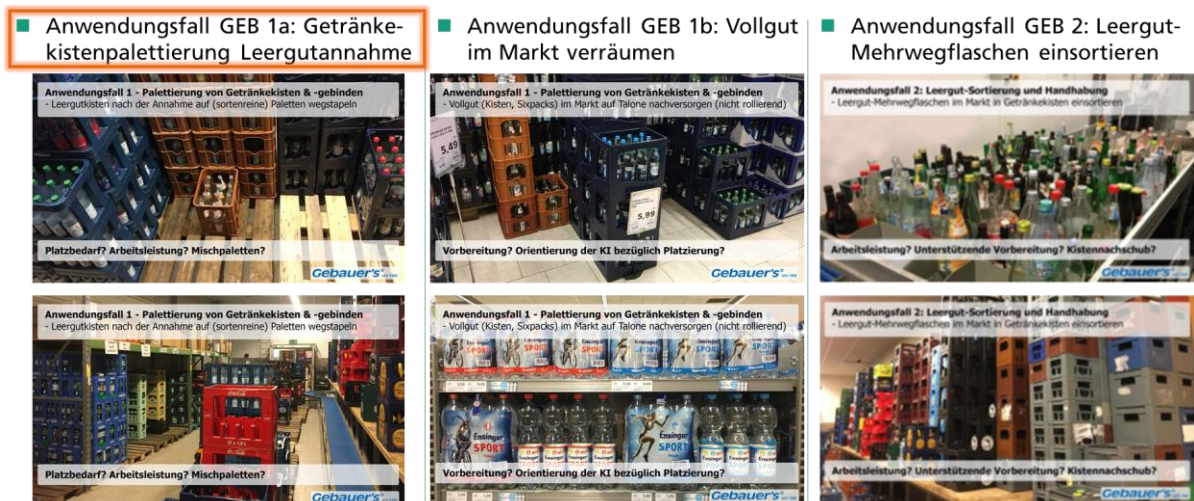 Anwendungsfall GEB 1a: Getränke-
kistenpalettierung Leergutannahme
Anwendungsfall 1 - Palettierung von Getränkekisten & -gebinden
- Leergutkisten nach der Annahme auf (sortenreine) Paletten wegstapeln
Platzbedarf? Arbeitsleistung? Mischpaletten?
Gebauer's
Anwendungsfall 1 - Palettierung von Getränkekisten & -gebinden
- Leergutkisten nach der Annahme auf (sortenreine) Paletten wegstapeln
Platzbedarf? Arbeitsleistung? Mischpaletten?
Gebauer's
Anwendungsfall GEB 1b: Vollgut
im Markt verräumen
Anwendungsfall 1 - Palettierung von Getränkekisten & -gebinden
- Vollgut (Kisten, Sixpacks) im Markt auf Talone nachversorgen (nicht rollierend)
5,49
5,99
Vorbereitung? Orientierung der KI bezüglich Platzierung?
Gebauer's
Anwendungsfall 1 - Palettierung von Getränkekisten & -gebinden
- Vollgut (Kisten, Sixpacks) im Markt auf Talone nachversorgen (nicht rollierend)
SPORT
SPORT
Ensinger
SPORT
Ensinger
SPORT
Vorbereitung? Orientierung der KI bezüglich Platzierung?
Gebauer's
Anwendungsfall GEB 2: Leergut-
Mehrwegflaschen einsortieren
Anwendungsfall 2: Leergut-Sortierung und Handhabung
- Leergut-Mehrwegflaschen im Markt in Getränkekisten einsortieren
Arbeitsleistung? Unterstützende Vorbereitung? Kistennachschub?
Gebauer's
Anwendungsfall 2: Leergut-Sortierung und Handhabung
- Leergut-Mehrwegflaschen im Markt in Getränkekisten einsortieren
Arbeitsleistung? Unterstützende Vorbereitung? Kistennachschub?
Gebauer's